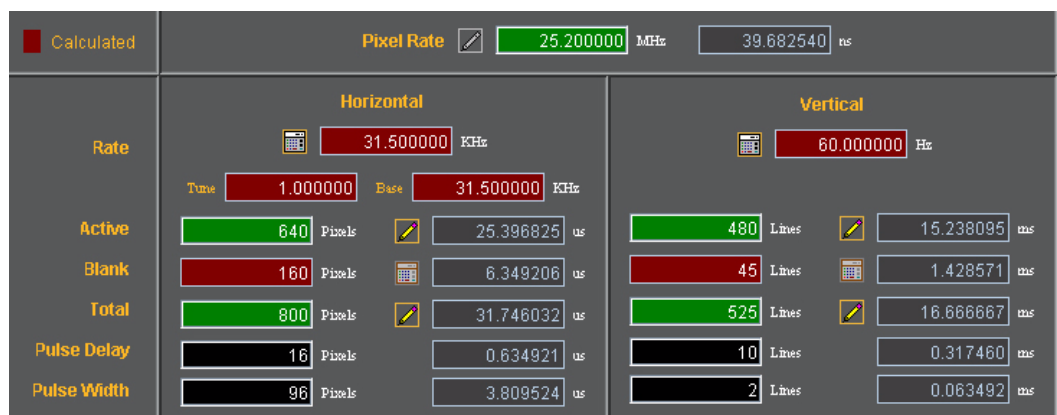 Calculated Pixel Rate 25.200000 MHz 39.682540 ns
Horizontal Vertical
Rate 31.500000 KHz 60.000000 Hz
Tune 1.000000 Base 31.500000 KHz
Active 640 Pixels 25.396825 us 480 Lines 15.238095 ms
Blank 160 Pixels 6.349206 us 45 Lines 1.428571 ms
Total 800 Pixels 31.746032 us 525 Lines 16.666667 ms
Pulse Delay 16 Pixels 0.634921 us 10 Lines 0.317460 ms
Pulse Width 96 Pixels 3.809524 us 2 Lines 0.063492 ms